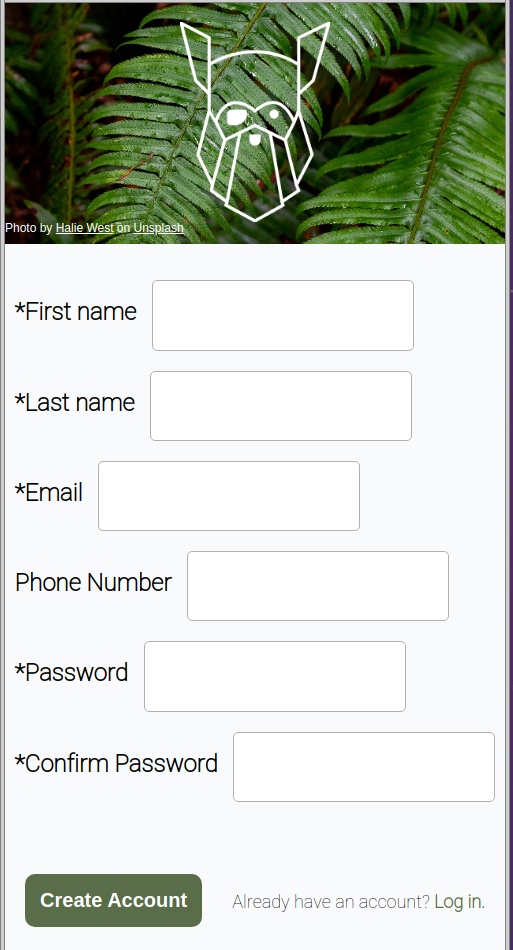 Photo by Halie West on Unsplash
*First name
*Last name
*Email
Phone Number
*Password
*Confirm Password
Create Account
Already have an account? Log in.